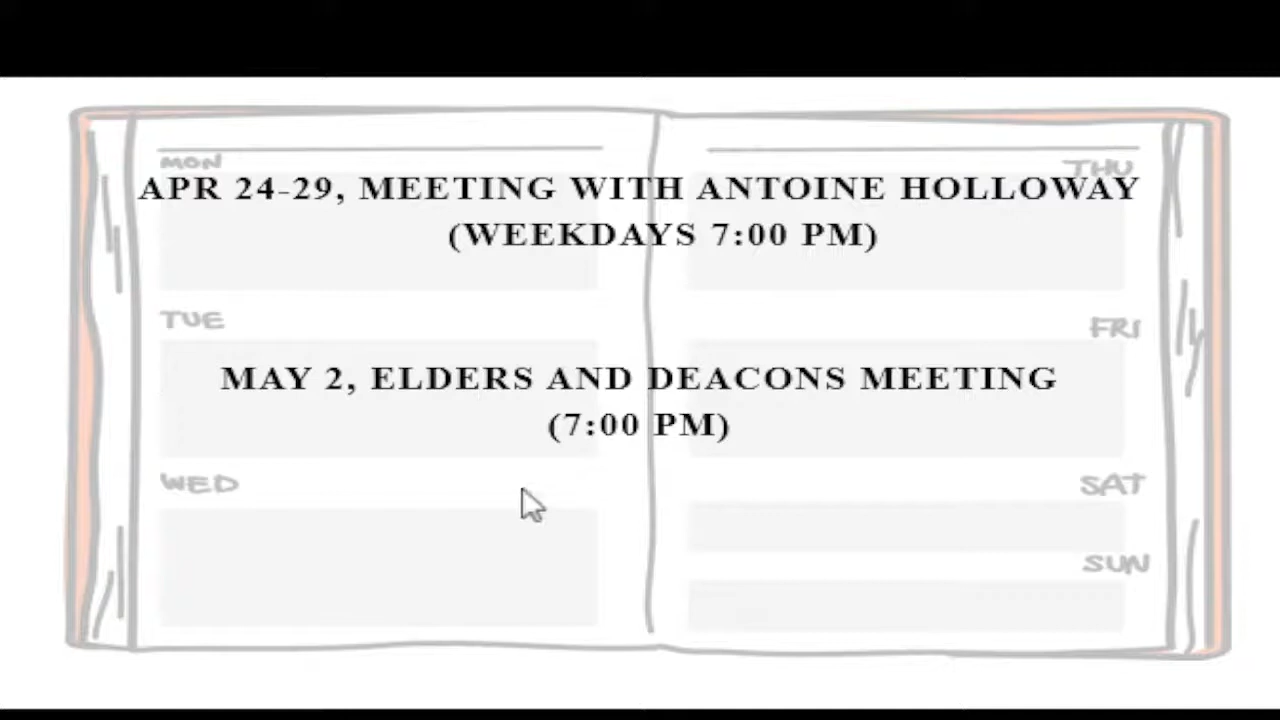 MON
THU
APR 24-29, MEETING WITH ANTOINE HOLLOWAY
(WEEKDAYS 7:00 PM)
TUE
FRI
MAY 2, ELDERS AND DEACONS MEETING
(7:00 PM)
WED
SAT
SUN